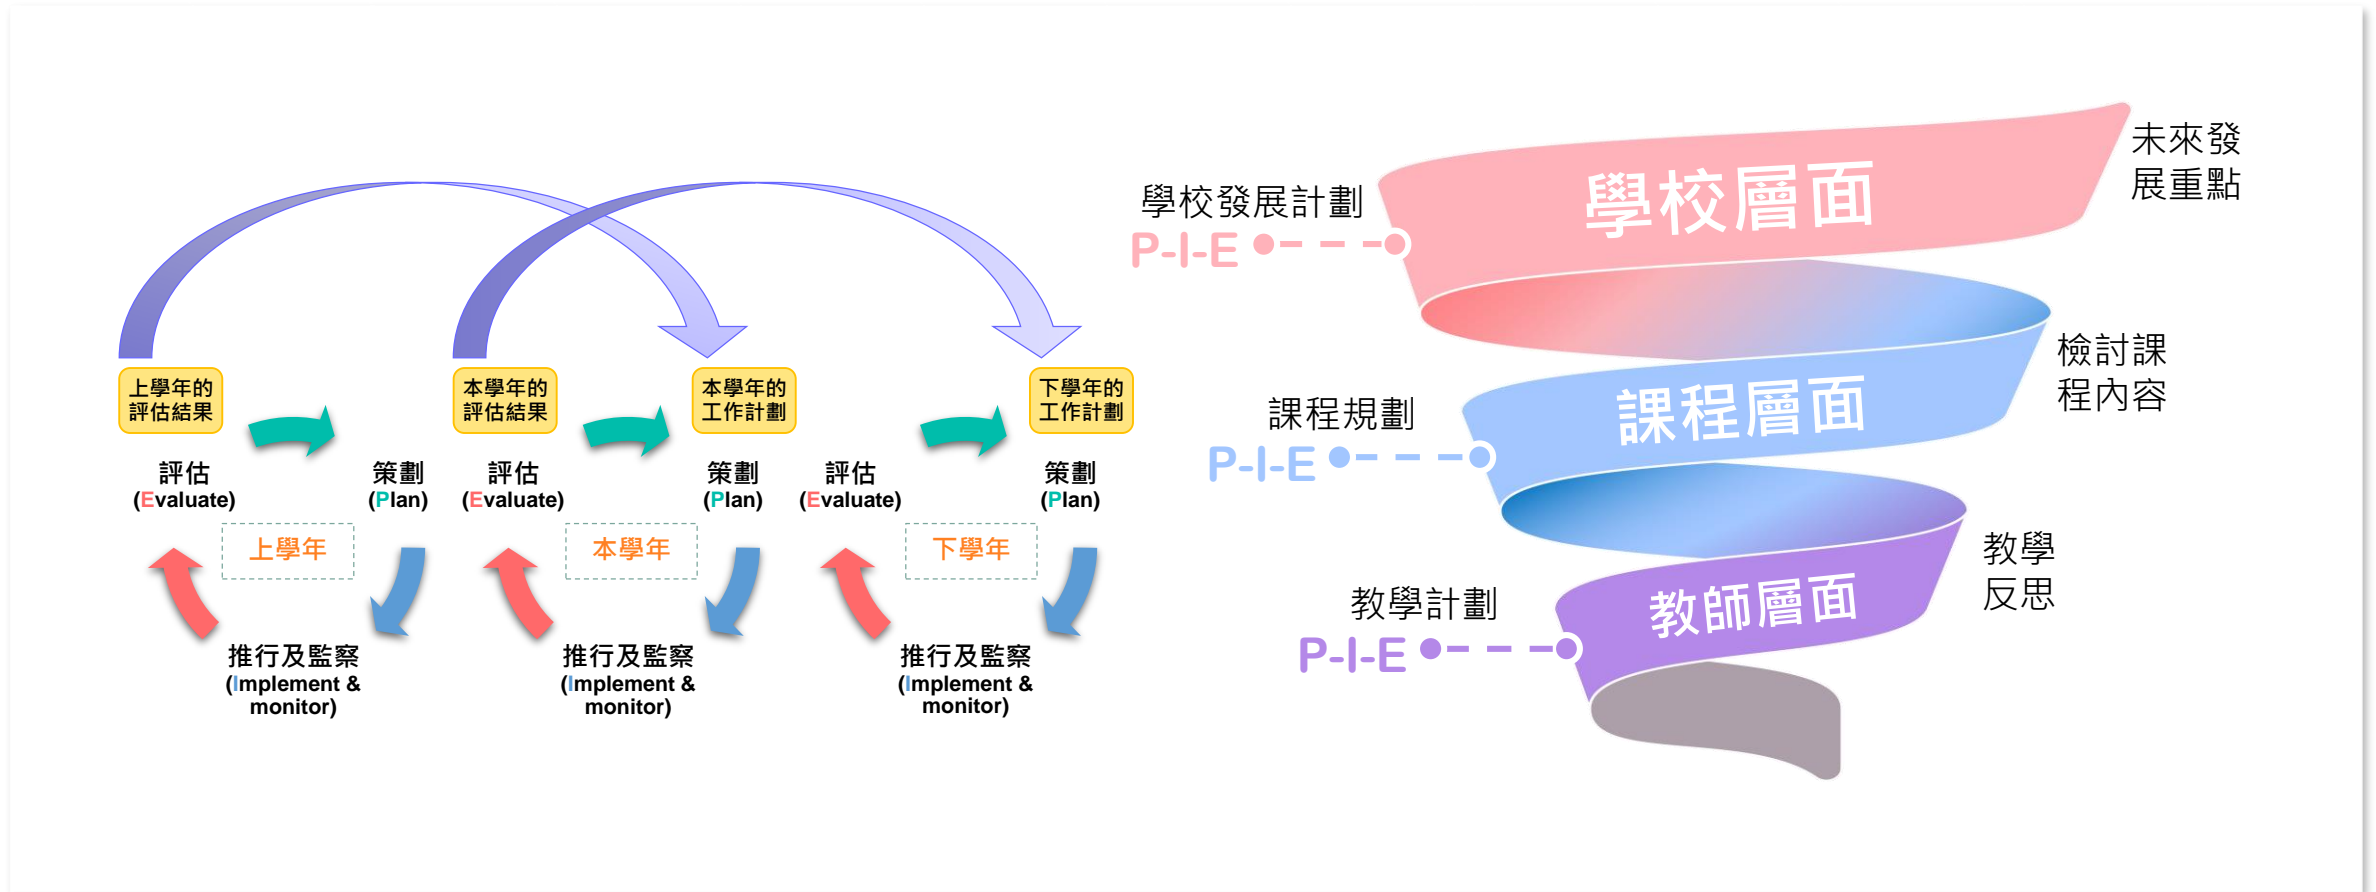 上學年的
評估結果
本學年的
評估結果
本學年的
工作計劃
下學年的
工作計劃
評估
(Evaluate)
策劃
(Plan)
上學年
推行及監察
(Implement &
monitor)
評估
(Evaluate)
策劃
(Plan)
本學年
推行及監察
(Implement &
monitor)
評估
(Evaluate)
策劃
(Plan)
下學年
推行及監察
(Implement &
monitor)
學校發展計劃
P-I-E
學校層面
未來發
展重點
課程規劃
P-I-E
課程層面
檢討課
程內容
教學計劃
P-I-E
教師層面
教學
反思